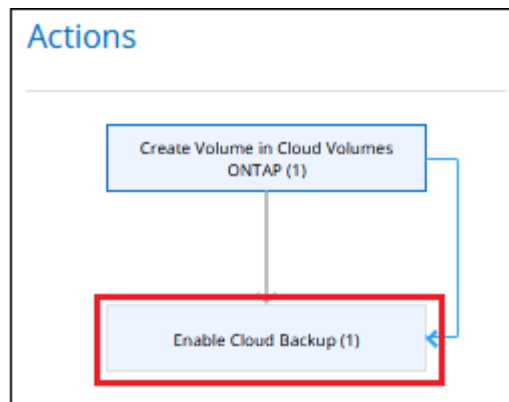 Actions
Create Volume in Cloud Volumes
ONTAP (1)
Enable Cloud Backup (1)